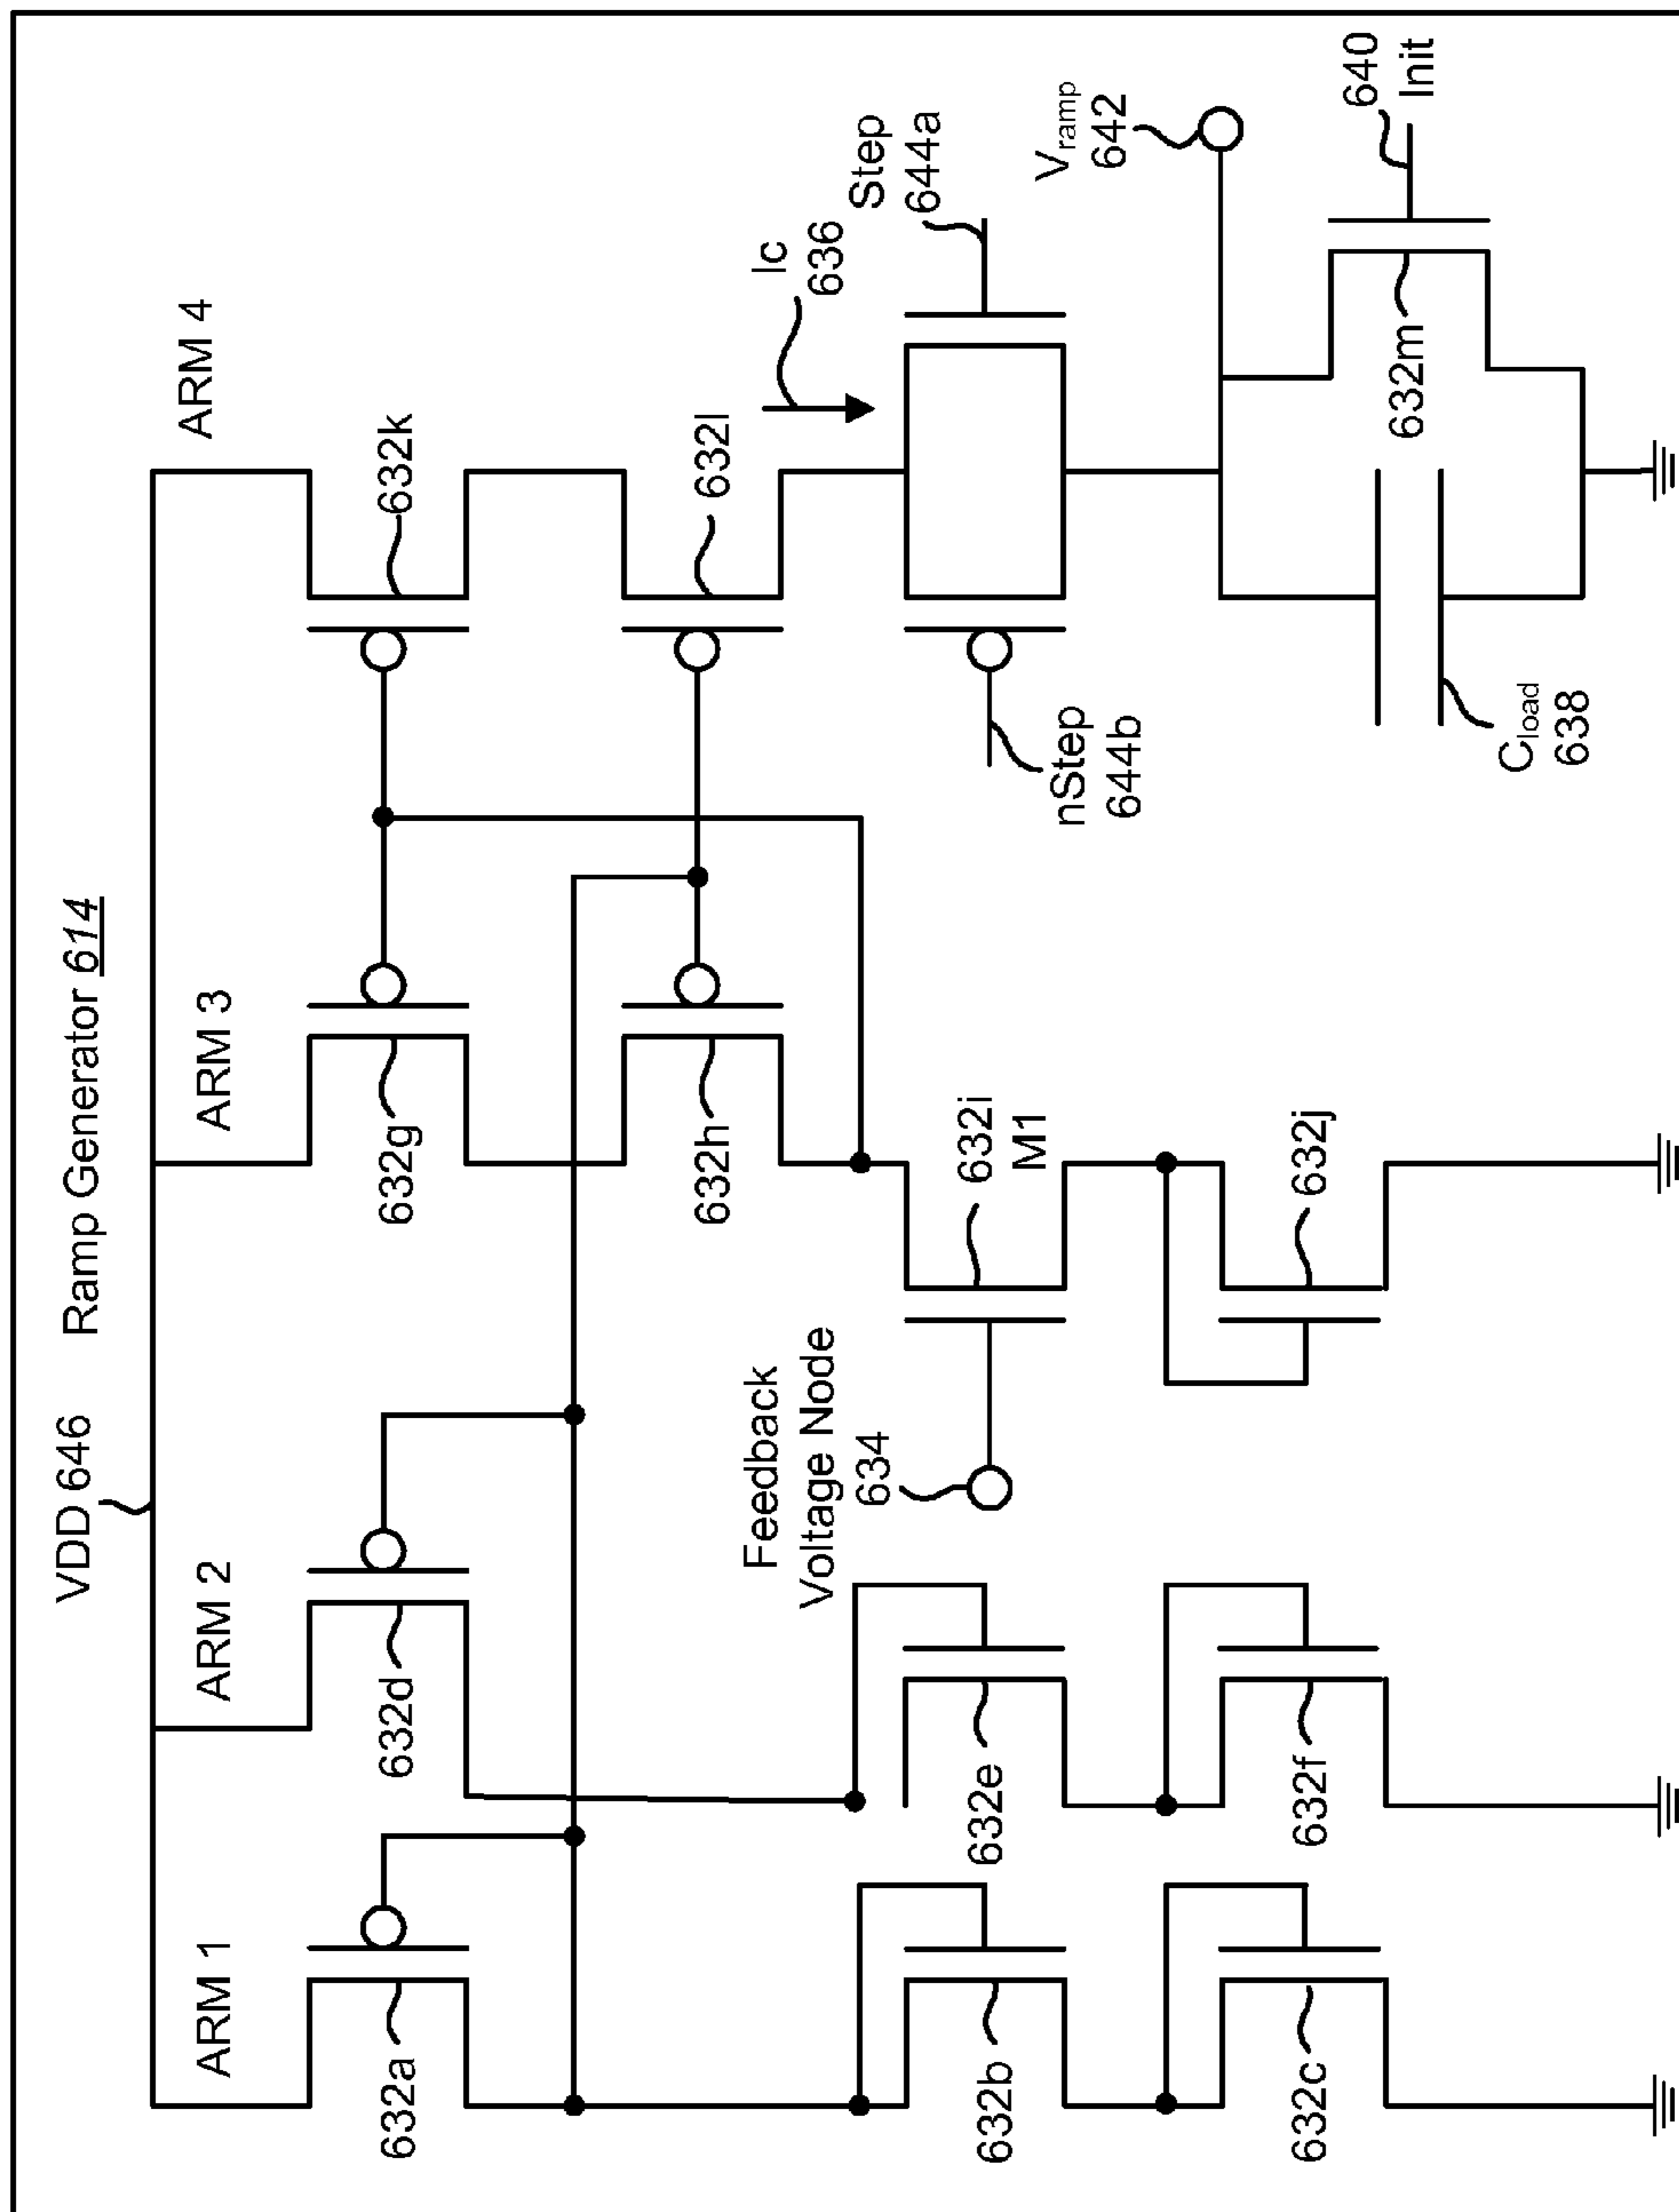 Ramp Generator 614
VDD 646
ARM 1
ARM 2
ARM 3
ARM 4
632a
632d
632g
632k
632h
632l
Ic
636
Feedback
Voltage Node
634
632b
632e
632i
M1
nStep
644b
Step
644a
632c
632f
632j
Vramp
642
Cload
638
632m
640
Init